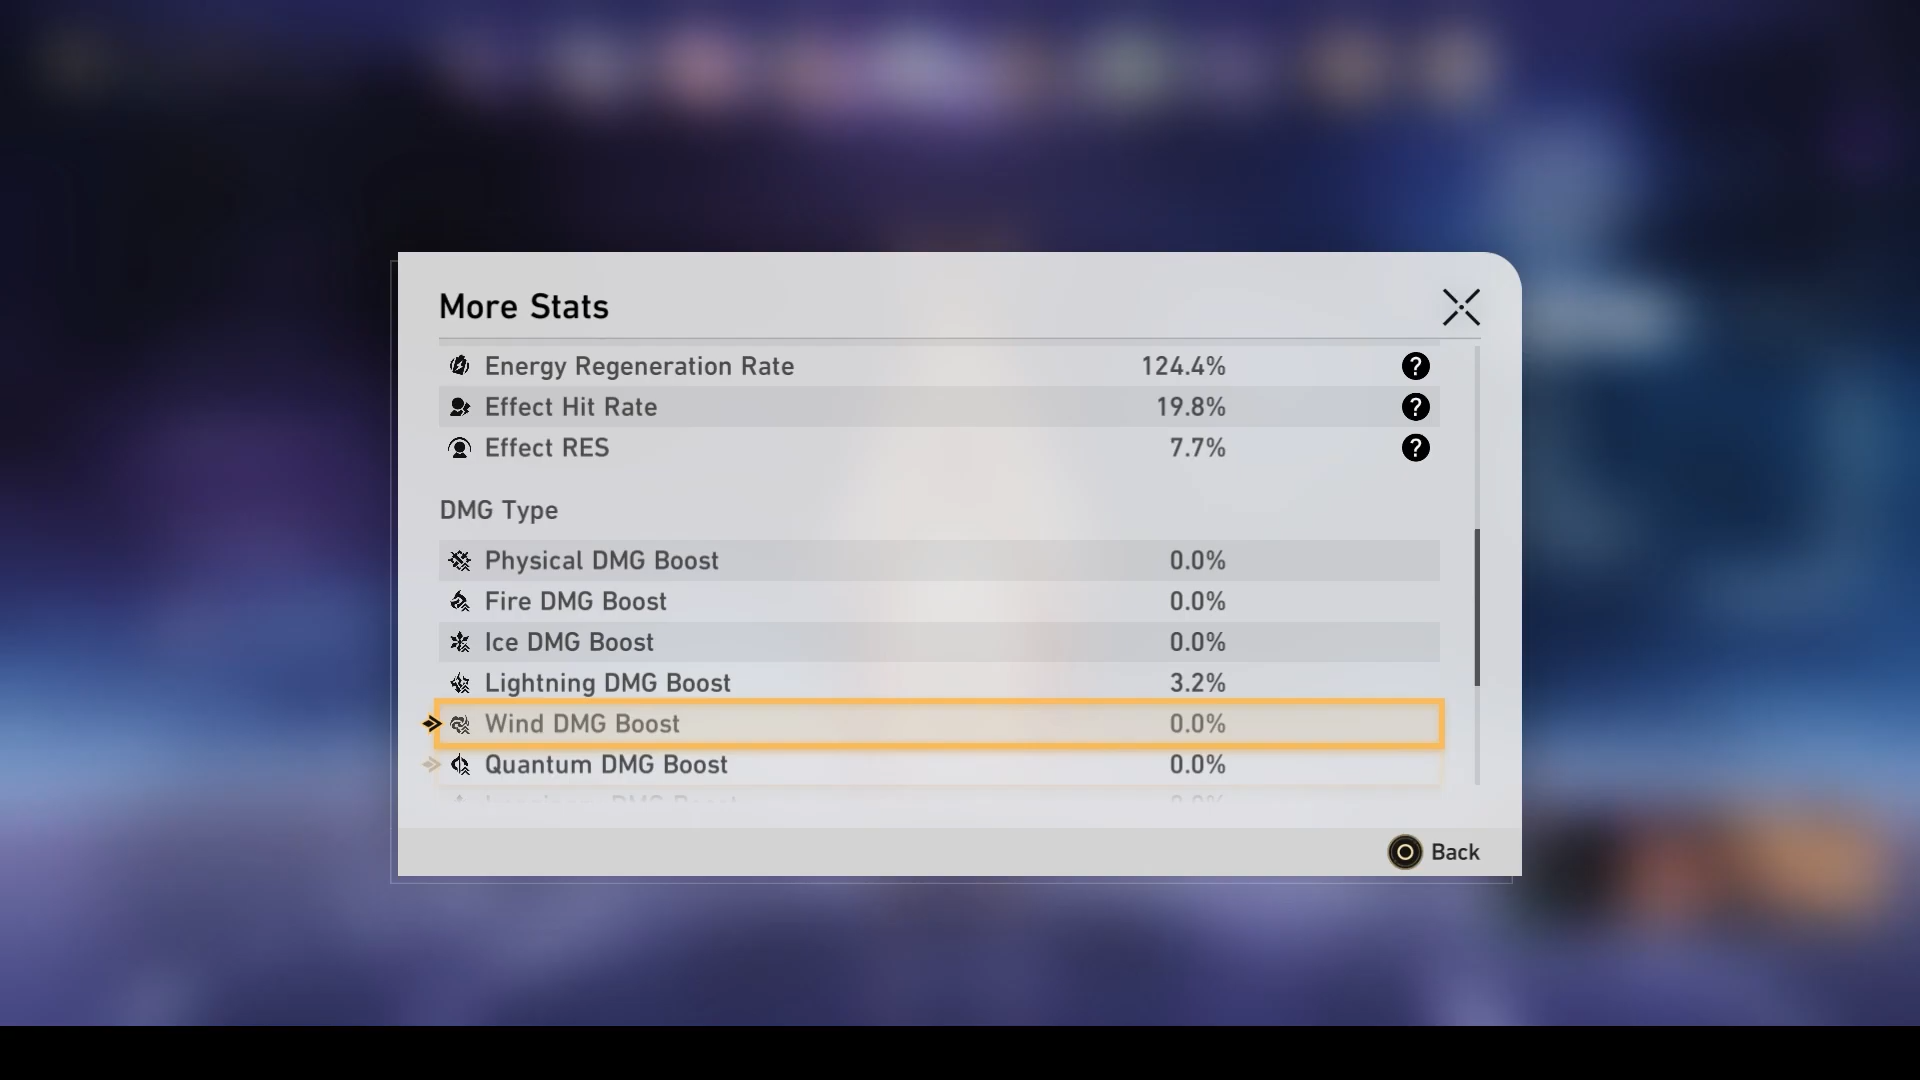 More Stats
Energy Regeneration Rate 124.4% ?
Effect Hit Rate 19.8% ?
Effect RES 7.7% ?
DMG Type
Physical DMG Boost 0.0%
Fire DMG Boost 0.0%
Ice DMG Boost 0.0%
Lightning DMG Boost 3.2%
Wind DMG Boost 0.0%
Quantum DMG Boost 0.0%
Back